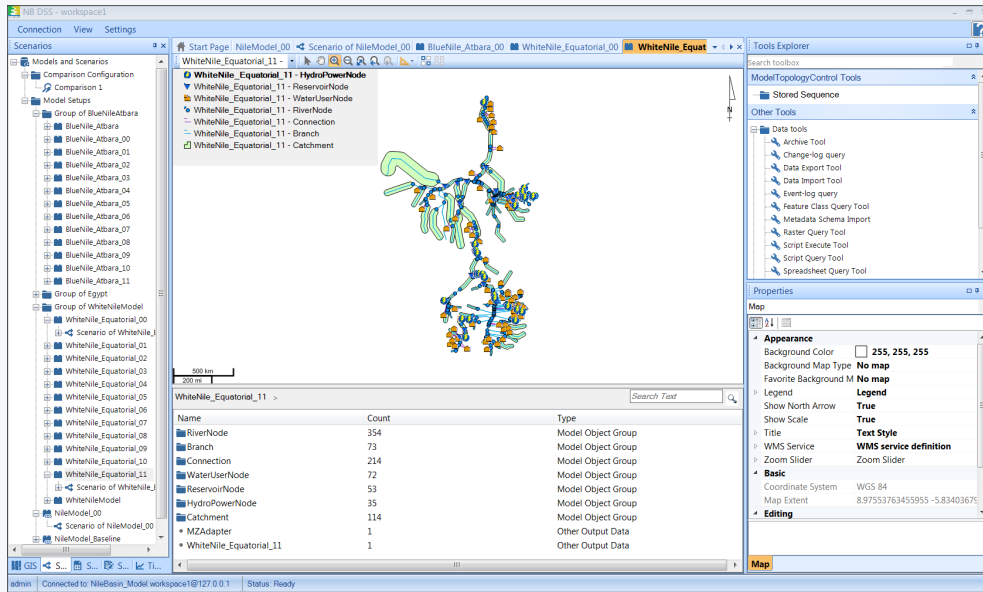 NB DSS - workspace1
Connection View Settings
Scenarios
Models and Scenarios
Comparison Configuration
Comparison 1
Model Setups
Group of BlueNileAtbara
BlueNile_Atbara
BlueNile_Atbara_00
BlueNile_Atbara_01
BlueNile_Atbara_02
BlueNile_Atbara_03
BlueNile_Atbara_04
BlueNile_Atbara_05
BlueNile_Atbara_06
BlueNile_Atbara_07
BlueNile_Atbara_08
BlueNile_Atbara_09
BlueNile_Atbara_10
BlueNile_Atbara_11
Group of Egypt
Group of WhiteNileModel
WhiteNile_Equatorial_00
Scenario of WhiteNile_E
WhiteNile_Equatorial_01
WhiteNile_Equatorial_02
WhiteNile_Equatorial_03
WhiteNile_Equatorial_04
WhiteNile_Equatorial_05
WhiteNile_Equatorial_06
WhiteNile_Equatorial_07
WhiteNile_Equatorial_08
WhiteNile_Equatorial_09
WhiteNile_Equatorial_10
WhiteNile_Equatorial_11
Scenario of WhiteNile_E
WhiteNileModel
NileModel_00
Scenario of NileModel_00
NileModel_Baseline
GIS S... S... S... Ti...
Start Page NileModel_00 Scenario of NileModel_00 BlueNile_Atbara_00 WhiteNile_Equatorial_00 WhiteNile_Equat
WhiteNile_Equatorial_11 -
WhiteNile_Equatorial_11 - HydroPowerNode
WhiteNile_Equatorial_11 - ReservoirNode
WhiteNile_Equatorial_11 - WaterUserNode
WhiteNile_Equatorial_11 - RiverNode
WhiteNile_Equatorial_11 - Connection
WhiteNile_Equatorial_11 - Branch
WhiteNile_Equatorial_11 - Catchment
N
500 km
200 mi
WhiteNile_Equatorial_11 > Search Text
Name Count Type
RiverNode 354 Model Object Group
Branch 73 Model Object Group
Connection 214 Model Object Group
WaterUserNode 72 Model Object Group
ReservoirNode 53 Model Object Group
HydroPowerNode 35 Model Object Group
Catchment 114 Model Object Group
MZAdapter 1 Other Output Data
WhiteNile_Equatorial_11 1 Other Output Data
Tools Explorer
Search toolbox
ModelTopologyControl Tools
Stored Sequence
Other Tools
Data tools
Archive Tool
Change-log query
Data Export Tool
Data Import Tool
Event-log query
Feature Class Query Tool
Metadata Schema Import
Raster Query Tool
Script Execute Tool
Script Query Tool
Spreadsheet Query Tool
Properties
Map
Appearance
Background Color 255, 255, 255
Background Map Type No map
Favorite Background M No map
Legend Legend
Show North Arrow True
Show Scale True
Title Text Style
WMS Service WMS service definition
Zoom Slider Zoom Slider
Basic
Coordinate System WGS 84
Map Extent 8.97553763455955 -5.83403679
Editing
Map
admin Connected to: NileBasin_Model workspace1@127.0.0.1 Status: Ready